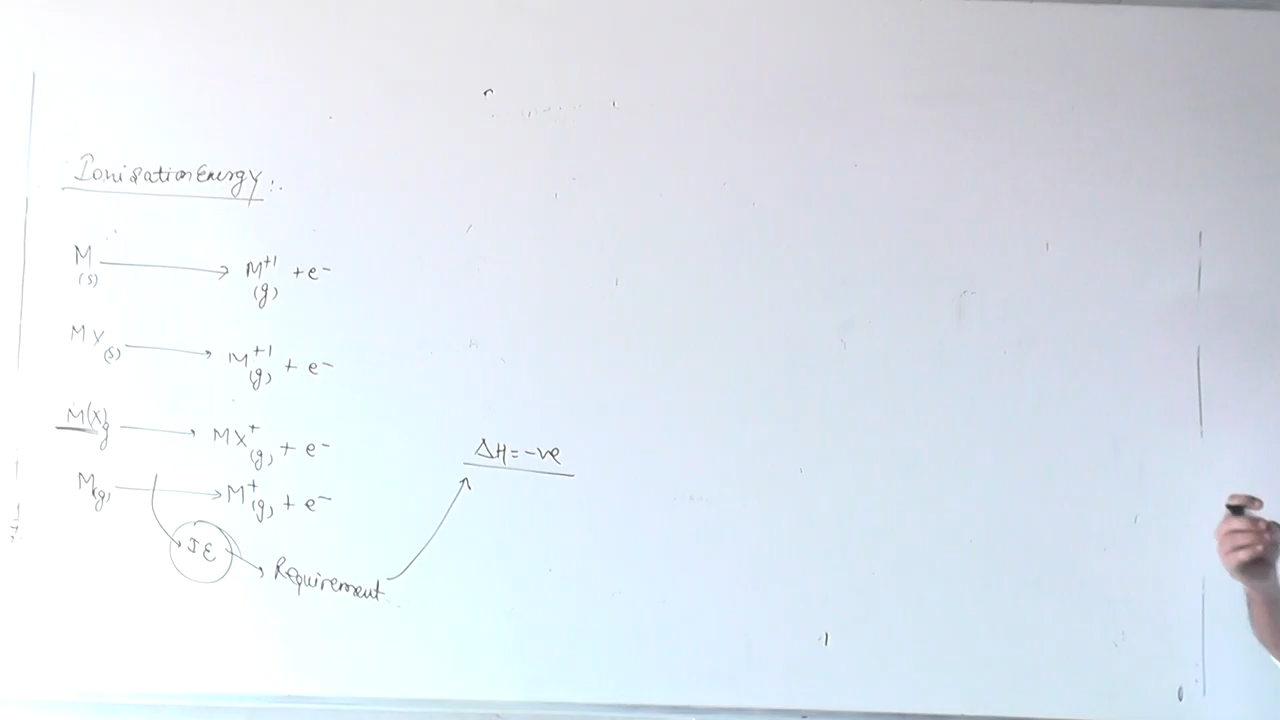 Ionisation Energy:.
M(s) → M⁺¹(g) + e⁻
MX(s) → M⁺¹(g) + e⁻
M(X)g → MX⁺(g) + e⁻
ΔH = -ve
M(g) → M⁺(g) + e⁻
IE → Requirement